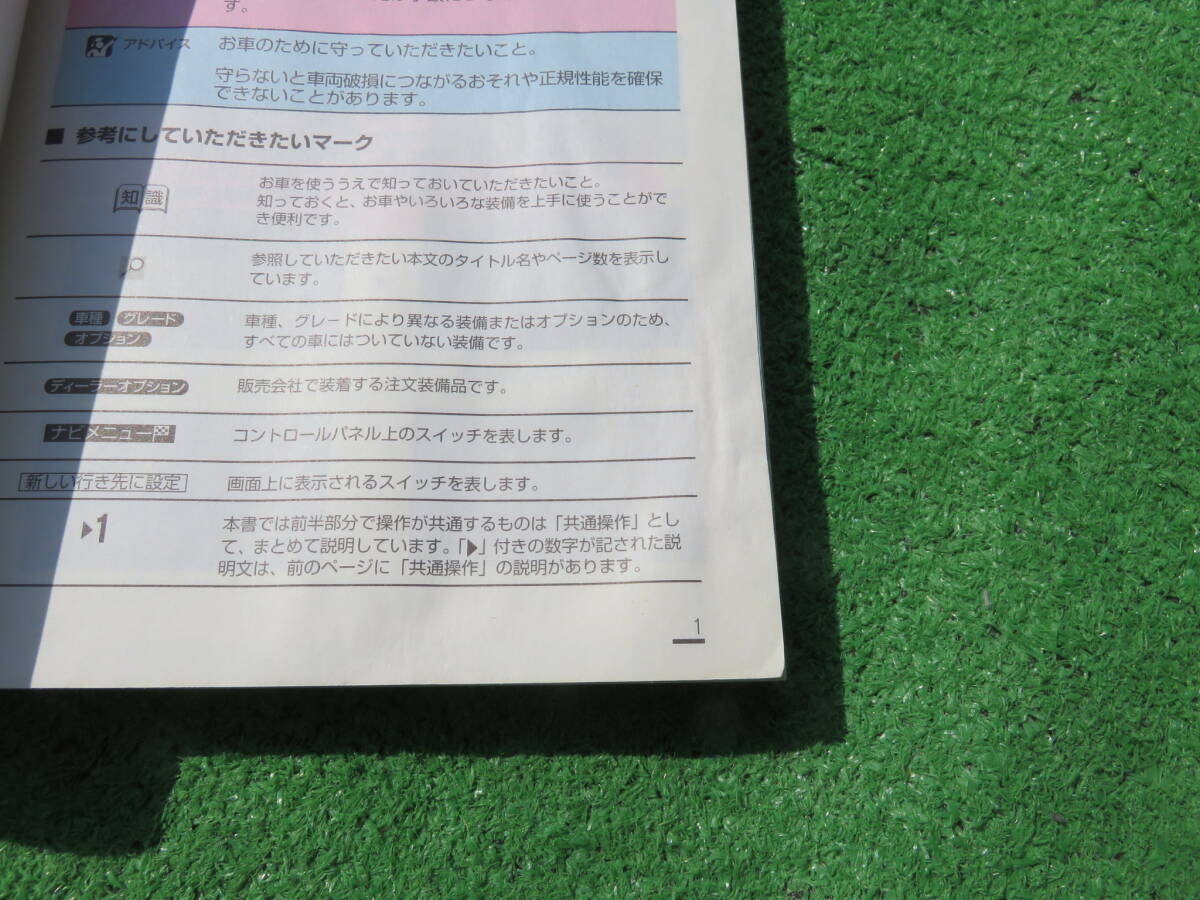 す。
アドバイス お車のために守っていただきたいこと。
守らないと車両破損につながるおそれや正規性能を確保
できないことがあります。
■ 参考にしていただきたいマーク
知識 お車を使ううえで知っておいていただきたいこと。
知っておくと、お車やいろいろな装備を上手に使うことがで
き便利です。
参照していただきたい本文のタイトル名やページ数を表示し
ています。
車種 グレード 車種、グレードにより異なる装備またはオプションのため、
オプション すべての車にはついていない装備です。
ディーラーオプション 販売会社で装着する注文装備品です。
ナビメニュー コントロールパネル上のスイッチを表します。
新しい行き先に設定 画面上に表示されるスイッチを表します。
▶1 本書では前半部分で操作が共通するものは「共通操作」とし
て、まとめて説明しています。「▶」付きの数字が記された説
明文は、前のページに「共通操作」の説明があります。
1